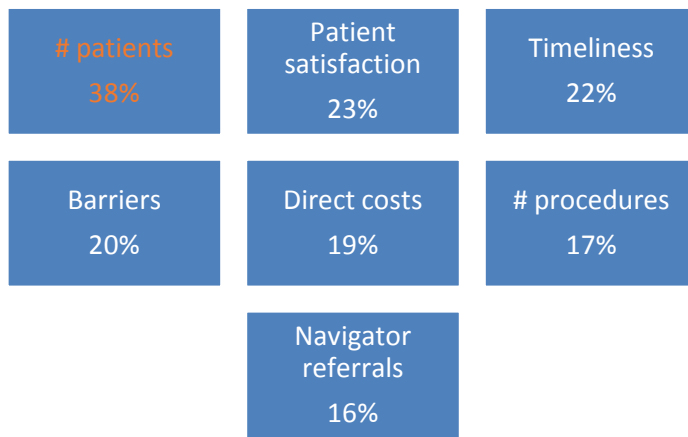 # patients
38%
Patient
satisfaction
23%
Timeliness
22%
Barriers
20%
Direct costs
19%
# procedures
17%
Navigator
referrals
16%